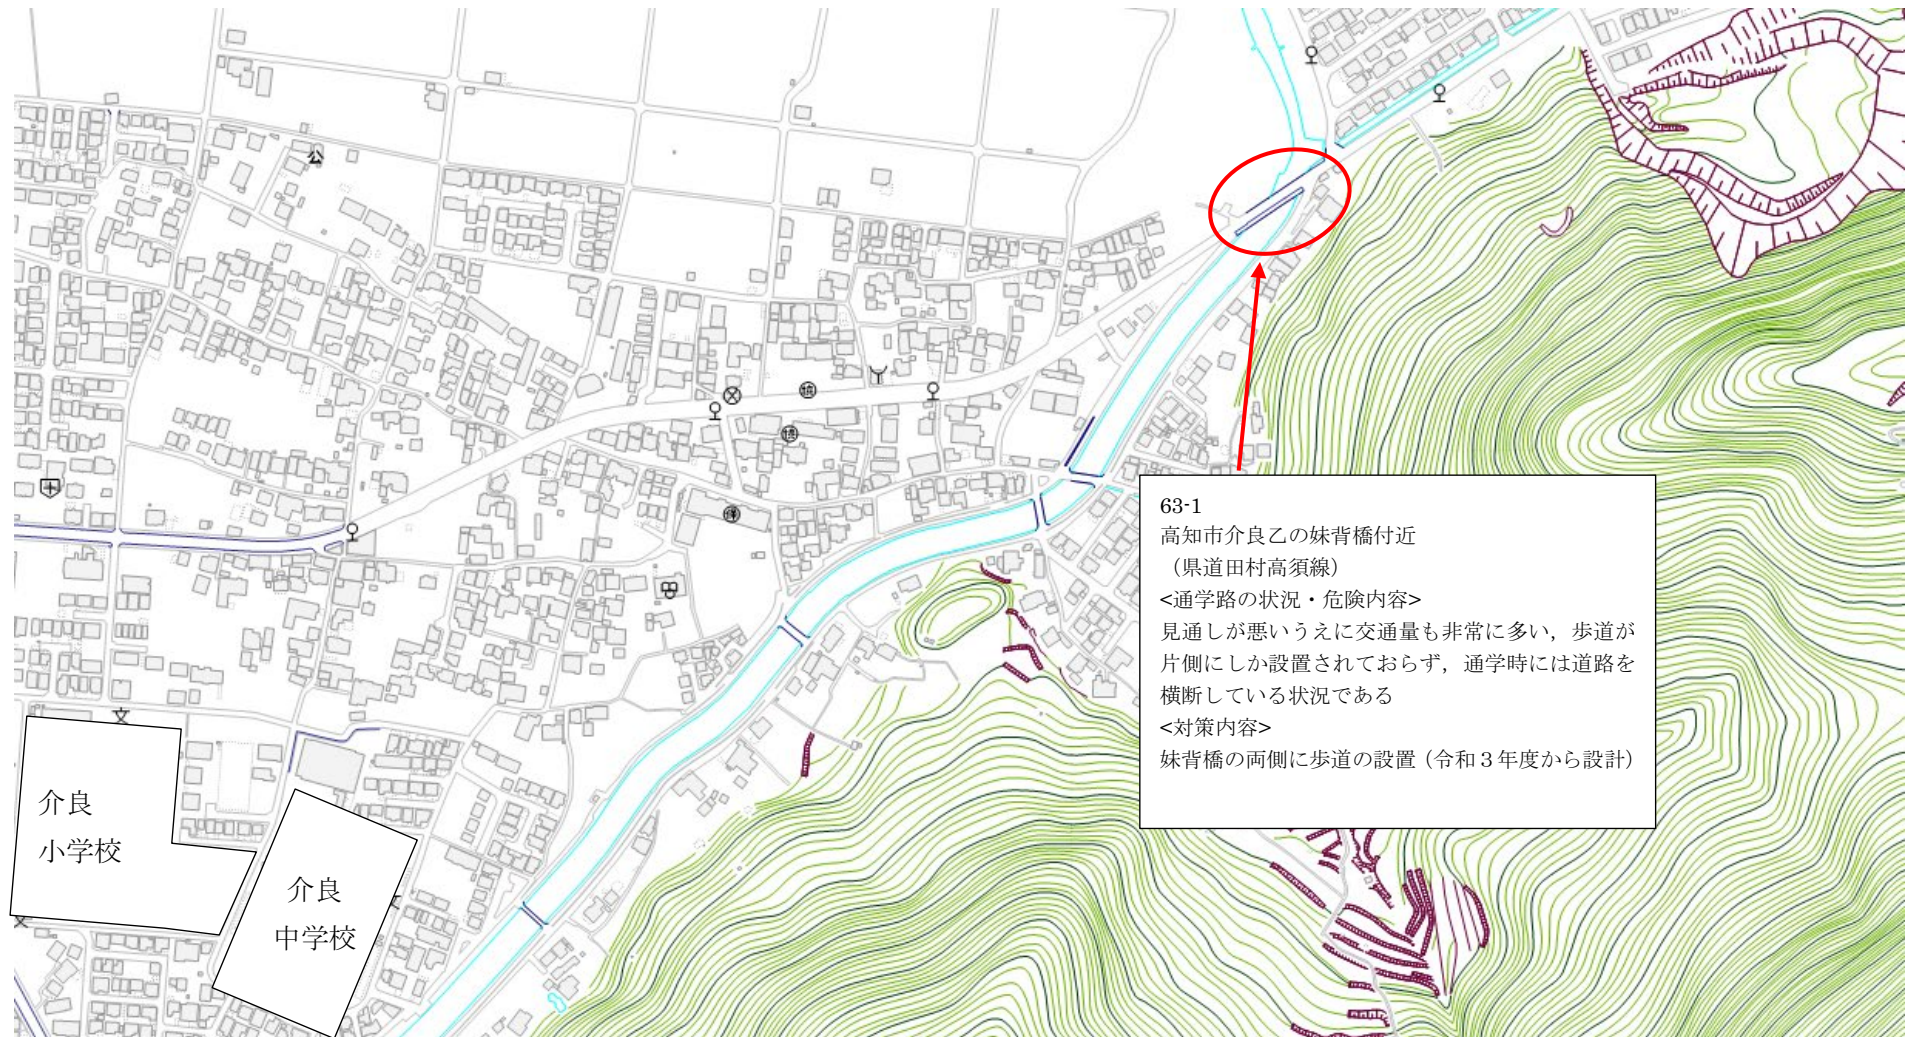 公
文
63-1
高知市介良乙の妹背橋付近
（県道田村高須線）
<通学路の状況・危険内容>
見通しが悪いうえに交通量も非常に多い，歩道が
片側にしか設置されておらず，通学時には道路を
横断している状況である
<対策内容>
妹背橋の両側に歩道の設置（令和３年度から設計）
介良
小学校
介良
中学校